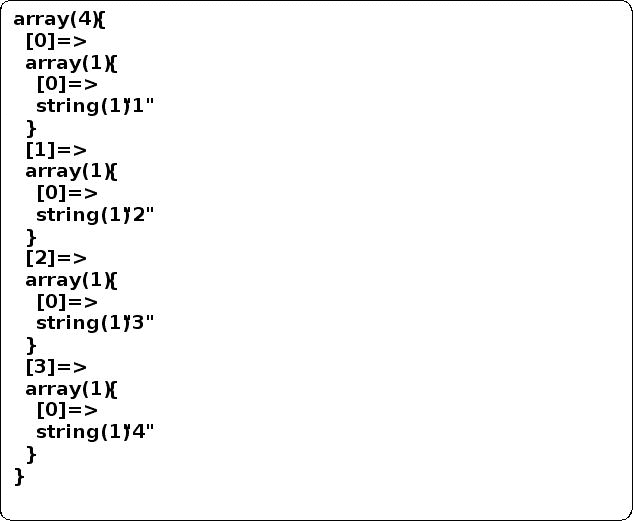 array(4){
[0]=>
array(1){
[0]=>
string(1)"1"
}
[1]=>
array(1){
[0]=>
string(1)"2"
}
[2]=>
array(1){
[0]=>
string(1)"3"
}
[3]=>
array(1){
[0]=>
string(1)"4"
}
}